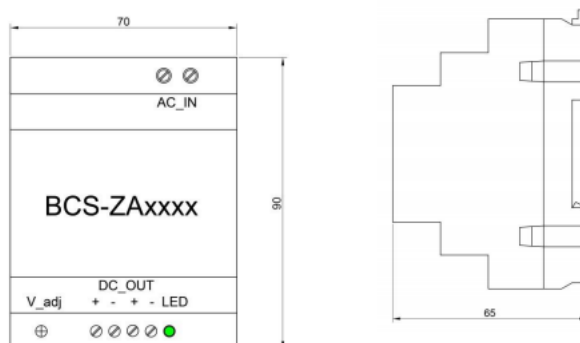 70
AC_IN
BCS-ZAxxxx
90
DC_OUT
V_adj + - + - LED
65